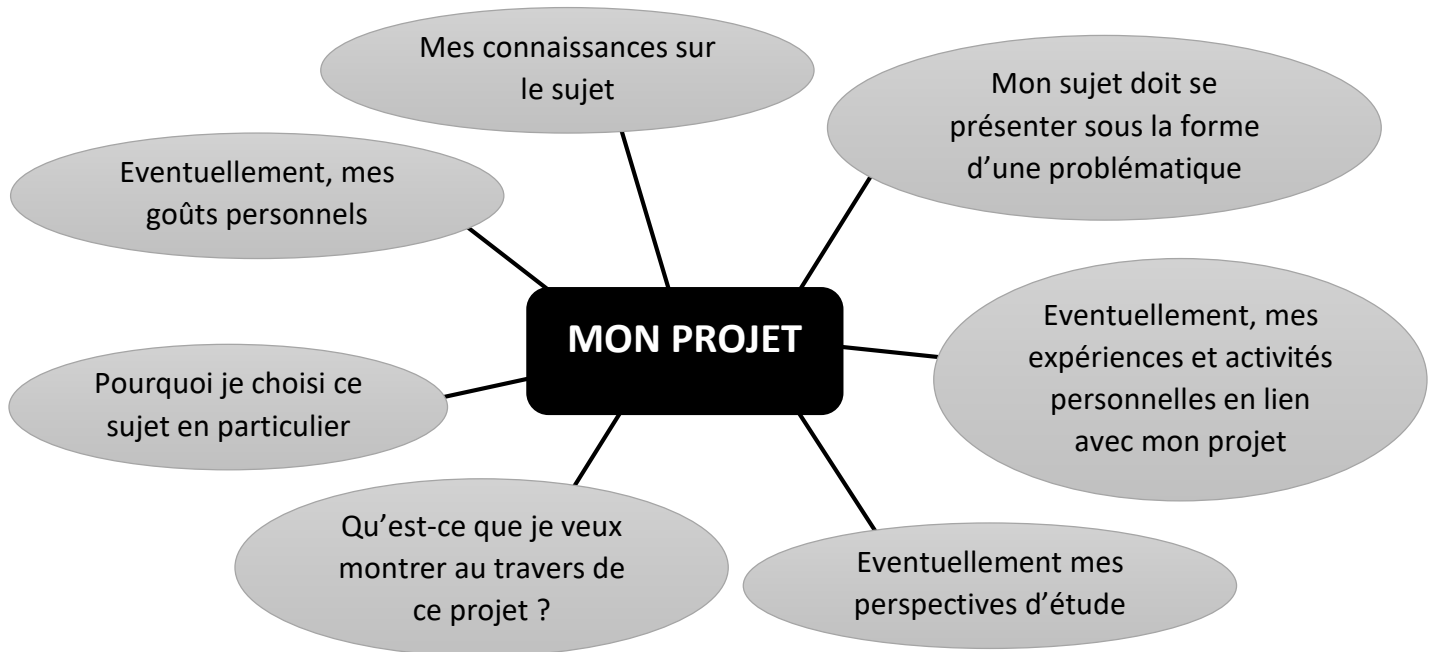 Mes connaissances sur
le sujet
Mon sujet doit se
présenter sous la forme
d’une problématique
Eventuellement, mes
goûts personnels
MON PROJET
Eventuellement, mes
expériences et activités
personnelles en lien
avec mon projet
Pourquoi je choisi ce
sujet en particulier
Qu’est-ce que je veux
montrer au travers de
ce projet ?
Eventuellement mes
perspectives d’étude